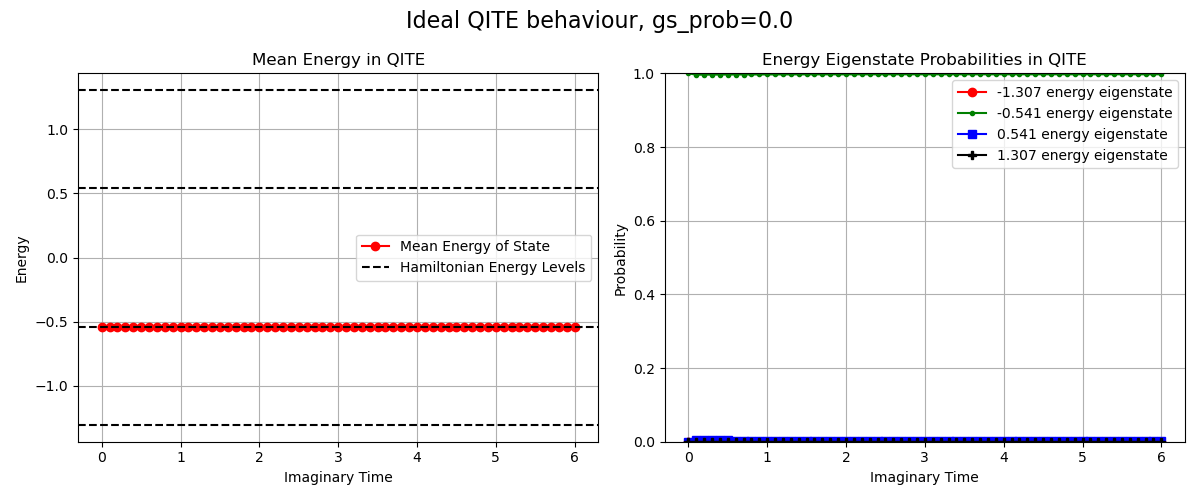 Ideal QITE behaviour, gs_prob=0.0
Mean Energy in QITE
Energy
1.0
0.5
0.0
−0.5
−1.0
Mean Energy of State
Hamiltonian Energy Levels
0 1 2 3 4 5 6
Imaginary Time
Energy Eigenstate Probabilities in QITE
Probability
1.0
0.8
0.6
0.4
0.2
0.0
-1.307 energy eigenstate
-0.541 energy eigenstate
0.541 energy eigenstate
1.307 energy eigenstate
0 1 2 3 4 5 6
Imaginary Time